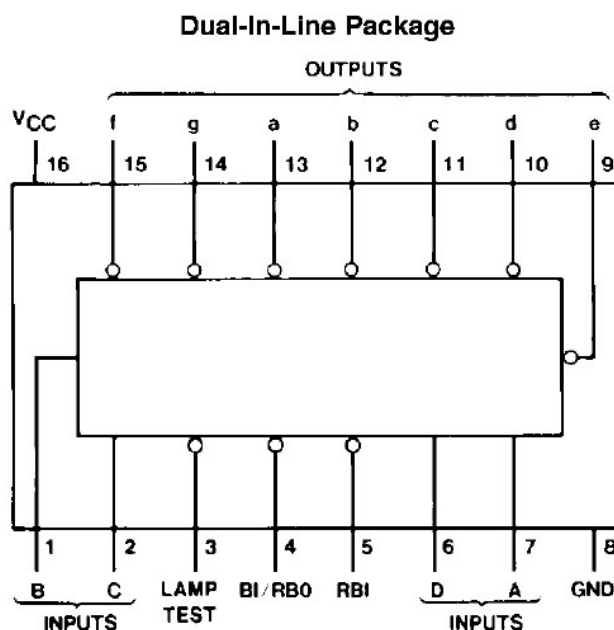 Dual-In-Line Package
OUTPUTS
VCC f g a b c d e
16 15 14 13 12 11 10 9
1 2 3 4 5 6 7 8
B C LAMP TEST BI/RBO RBI D A GND
INPUTS INPUTS